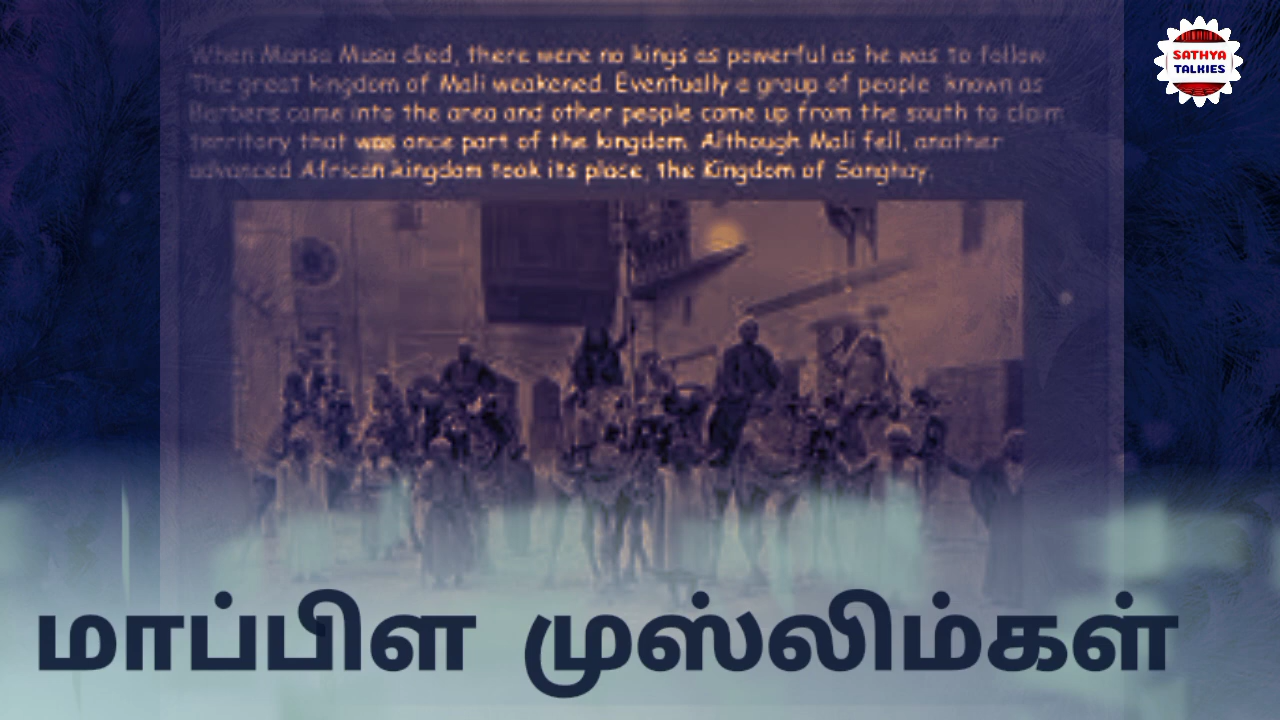 When Mansa Musa died, there were no kings as powerful as he was to follow.
The great kingdom of Mali weakened. Eventually a group of people known as
Berbers came into the area and other people came up from the south to claim
territory that was once part of the kingdom. Although Mali fell, another
advanced African kingdom took its place, the Kingdom of Songhay.
SATHYA
TALKIES
மாப்பிள முஸ்லிம்கள்